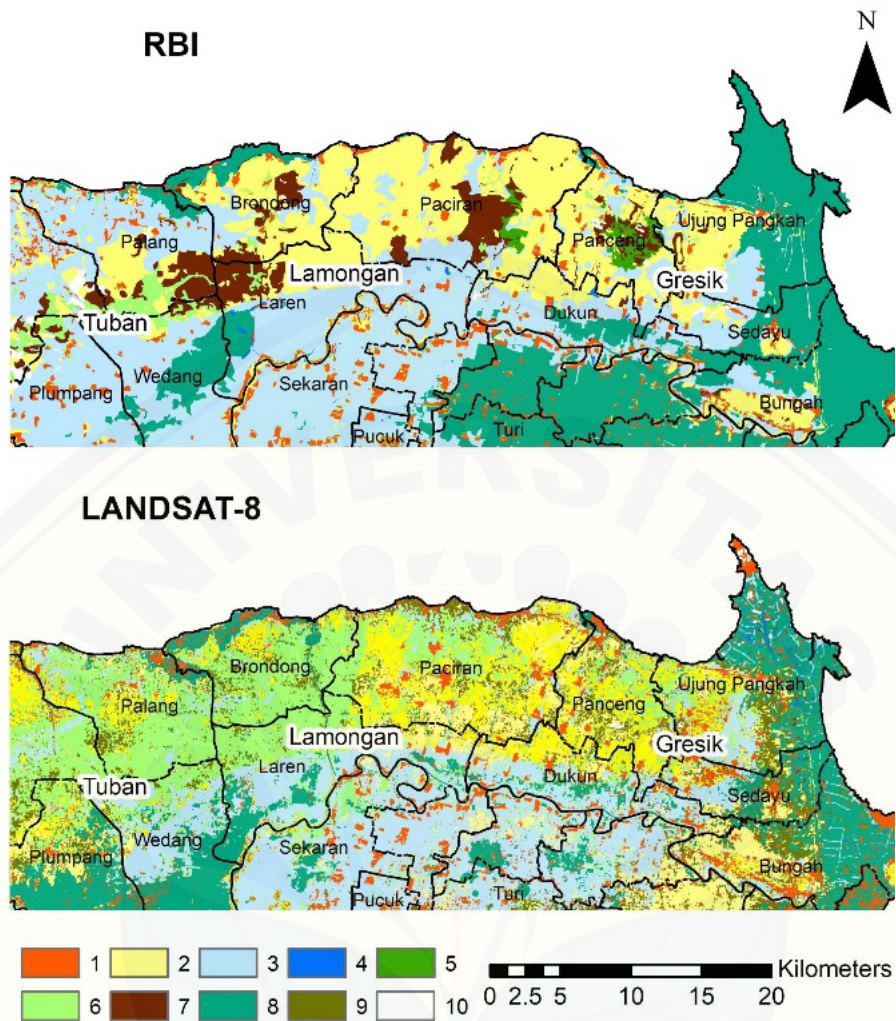 N
RBI
Brondong
Paciran
Palang
Panceng
Ujung Pangkah
Lamongan
Gresik
Laren
Tuban
Dukun
Sedayu
Wedang
Plumpang
Sekaran
Bungah
Pucuk
Turi
UNIVERSITAS
LANDSAT-8
Brondong
Paciran
Palang
Panceng
Ujung Pangkah
Lamongan
Gresik
Laren
Tuban
Dukun
Sedayu
Wedang
Plumpang
Sekaran
Bungah
Pucuk
Turi
1 2 3 4 5
6 7 8 9 10
Kilometers
0 2.5 5 10 15 20